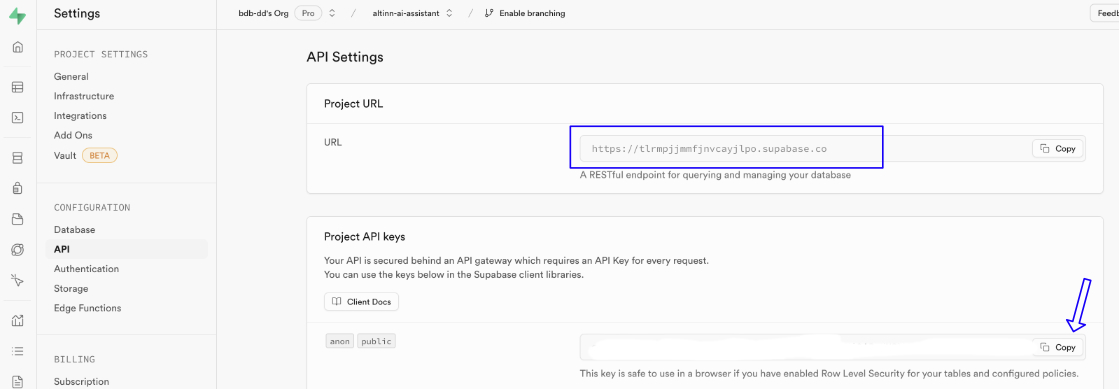 Settings
bdb-dd's Org Pro / altinn-ai-assistant / Enable branching
Feedb
PROJECT SETTINGS
General
Infrastructure
Integrations
Add Ons
Vault BETA
CONFIGURATION
Database
API
Authentication
Storage
Edge Functions
BILLING
Subscription
API Settings
Project URL
URL
https://tlrmpjjmmfjnvcayjlpo.supabase.co
Copy
A RESTful endpoint for querying and managing your database
Project API keys
Your API is secured behind an API gateway which requires an API Key for every request.
You can use the keys below in the Supabase client libraries.
Client Docs
anon public
Copy
This key is safe to use in a browser if you have enabled Row Level Security for your tables and configured policies.